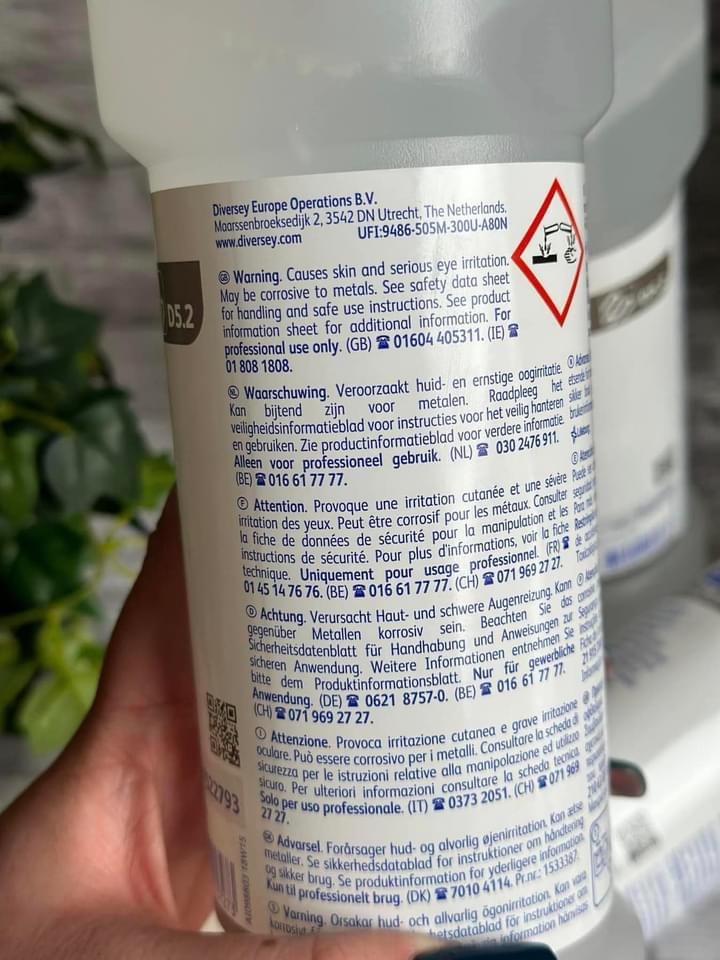 Diversey Europe Operations B.V.
Maarssenbroeksedijk 2, 3542 DN Utrecht, The Netherlands.
www.diversey.com UFI:9486-505M-300U-A80N
D5.2
GB Warning. Causes skin and serious eye irritation.
May be corrosive to metals. See safety data sheet
for handling and safe use instructions. See product
information sheet for additional information. For
professional use only. (GB) ☎ 01604 405311. (IE) ☎
01 808 1808.
NL Waarschuwing. Veroorzaakt huid- en ernstige oogirritatie.
Kan bijtend zijn voor metalen. Raadpleeg het
veiligheidsinformatieblad voor instructies voor het veilig hanteren
en gebruiken. Zie productinformatieblad voor verdere informatie.
Alleen voor professioneel gebruik. (NL) ☎ 030 2476 911.
(BE) ☎ 016 61 77 77.
F Attention. Provoque une irritation cutanée et une sévère
irritation des yeux. Peut être corrosif pour les métaux. Consulter
la fiche de données de sécurité pour la manipulation et les
instructions de sécurité. Pour plus d'informations, voir la fiche
technique. Uniquement pour usage professionnel. (FR) ☎
01 45 14 76 76. (BE) ☎ 016 61 77 77. (CH) ☎ 071 969 27 27.
D Achtung. Verursacht Haut- und schwere Augenreizung. Kann
gegenüber Metallen korrosiv sein. Beachten Sie das
Sicherheitsdatenblatt für Handhabung und Anweisungen zur
sicheren Anwendung. Weitere Informationen entnehmen Sie
bitte dem Produktinformationsblatt. Nur für gewerbliche
Anwendung. (DE) ☎ 0621 8757-0. (BE) ☎ 016 61 77 77.
(CH) ☎ 071 969 27 27.
I Attenzione. Provoca irritazione cutanea e grave irritazione
oculare. Può essere corrosivo per i metalli. Consultare la scheda di
sicurezza per le istruzioni relative alla manipolazione ed utilizzo
sicuro. Per ulteriori informazioni consultare la scheda tecnica.
Solo per uso professionale. (IT) ☎ 0373 2051. (CH) ☎ 071 969
27 27.
DK Advarsel. Forårsager hud- og alvorlig øjenirritation. Kan ætse
metaller. Se sikkerhedsdatablad for instruktioner om håndtering
og sikker brug. Se produktinformation for yderligere information.
Kun til professionelt brug. (DK) ☎ 7010 4114. Pr.nr.: 1533387.
S Varning. Orsakar hud- och allvarlig ögonirritation. Kan vara
22793